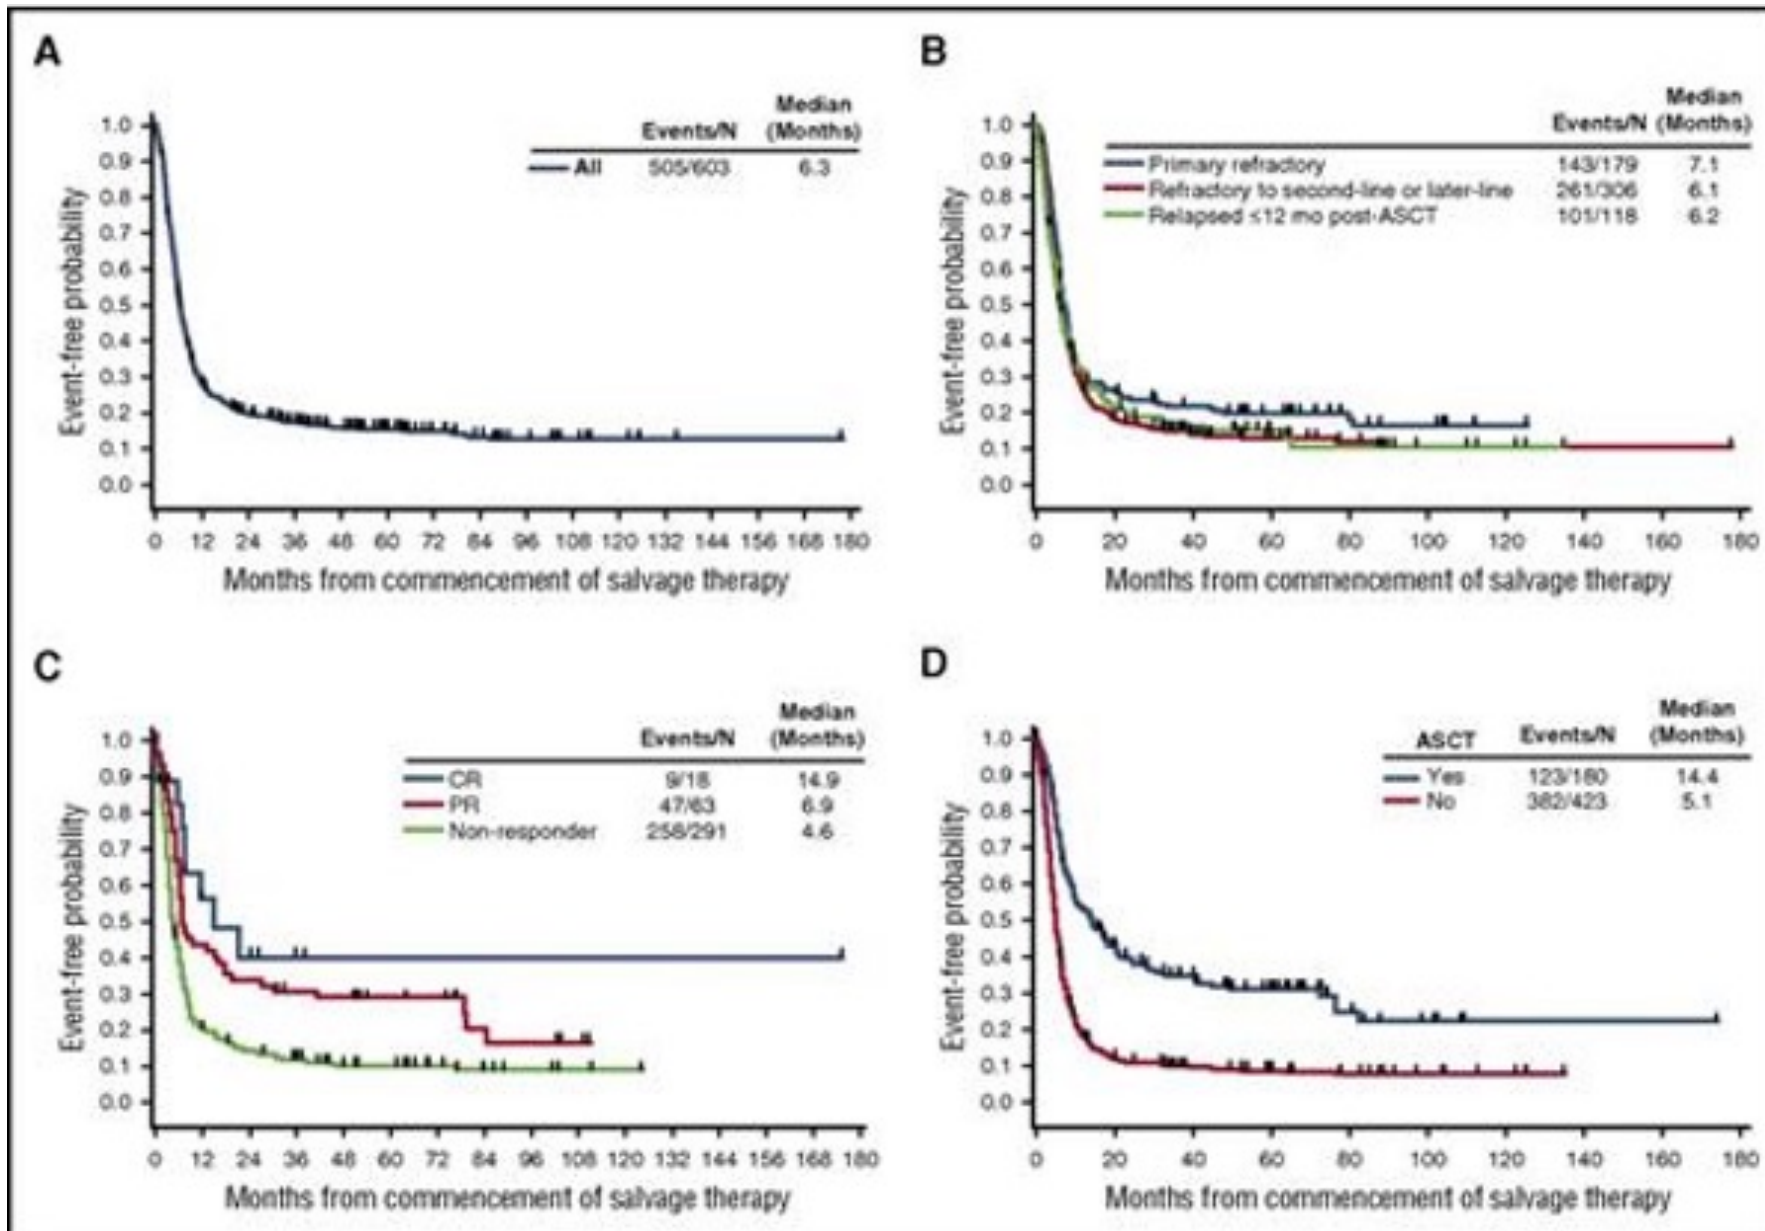 A
Median
Events/N (Months)
All 505/603 6.3
1.0
0.9
0.8
0.7
0.6
0.5
0.4
0.3
0.2
0.1
0.0
Event-free probability
0 12 24 36 48 60 72 84 96 108 120 132 144 156 168 180
Months from commencement of salvage therapy
B
Median
Events/N (Months)
Primary refractory 143/179 7.1
Refractory to second-line or later-line 261/306 6.1
Relapsed ≤12 mo post-ASCT 101/118 6.2
1.0
0.9
0.8
0.7
0.6
0.5
0.4
0.3
0.2
0.1
0.0
Event-free probability
0 20 40 60 80 100 120 140 160 180
Months from commencement of salvage therapy
C
Median
Events/N (Months)
CR 9/18 14.9
PR 47/63 6.9
Non-responder 258/291 4.6
1.0
0.9
0.8
0.7
0.6
0.5
0.4
0.3
0.2
0.1
0.0
Event-free probability
0 12 24 36 48 60 72 84 96 108 120 132 144 156 168 180
Months from commencement of salvage therapy
D
Median
ASCT Events/N (Months)
Yes 123/180 14.4
No 382/423 5.1
1.0
0.9
0.8
0.7
0.6
0.5
0.4
0.3
0.2
0.1
0.0
Event-free probability
0 20 40 60 80 100 120 140 160 180
Months from commencement of salvage therapy